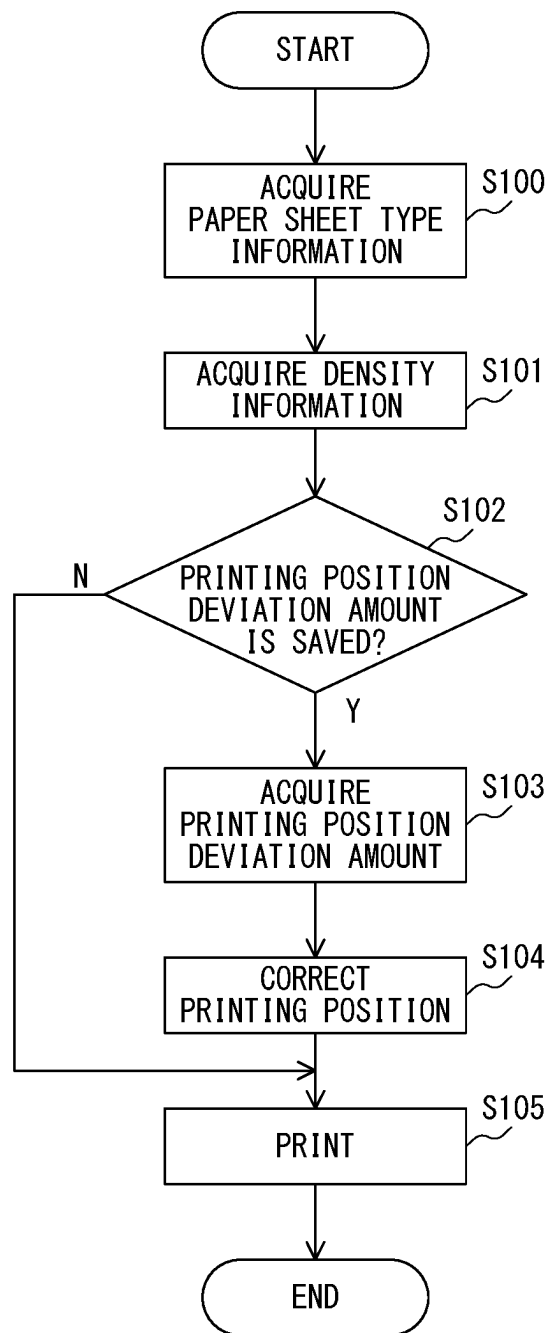 START
ACQUIRE
PAPER SHEET TYPE
INFORMATION
S100
ACQUIRE DENSITY
INFORMATION
S101
S102
N
PRINTING POSITION
DEVIATION AMOUNT
IS SAVED?
Y
ACQUIRE
PRINTING POSITION
DEVIATION AMOUNT
S103
CORRECT
PRINTING POSITION
S104
PRINT
S105
END